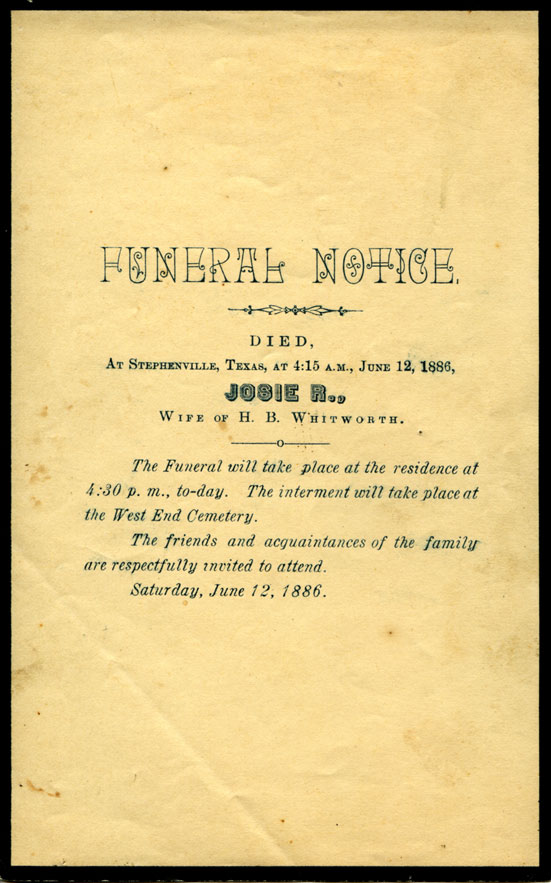 FUNERAL NOTICE.
DIED,
AT STEPHENVILLE, TEXAS, AT 4:15 A.M., JUNE 12, 1886,
JOSIE R.,
WIFE OF H. B. WHITWORTH.
The Funeral will take place at the residence at
4:30 p. m., to-day. The interment will take place at
the West End Cemetery.
The friends and acquaintances of the family
are respectfully invited to attend.
Saturday, June 12, 1886.